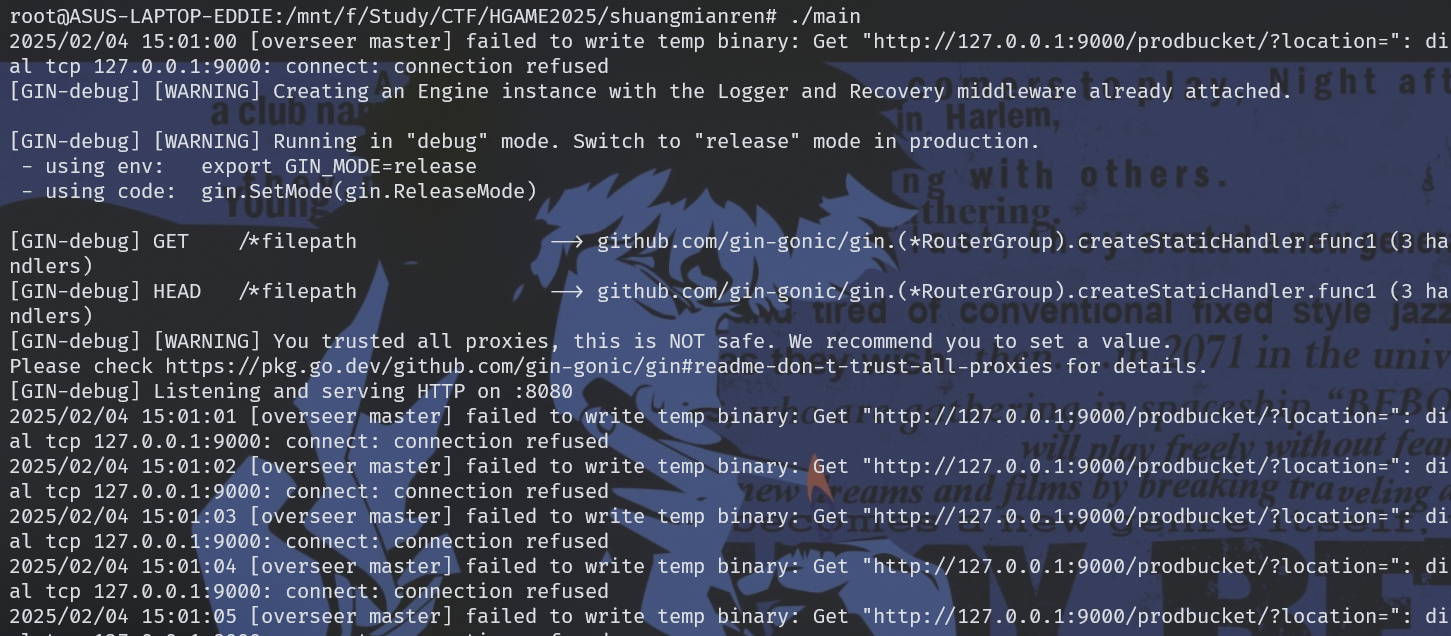 root@ASUS-LAPTOP-EDDIE:/mnt/f/Study/CTF/HGAME2025/shuangmianren# ./main
2025/02/04 15:01:00 [overseer master] failed to write temp binary: Get "http://127.0.0.1:9000/prodbucket/?location=": di
al tcp 127.0.0.1:9000: connect: connection refused
[GIN-debug] [WARNING] Creating an Engine instance with the Logger and Recovery middleware already attached.
[GIN-debug] [WARNING] Running in "debug" mode. Switch to "release" mode in production.
- using env: export GIN_MODE=release
- using code: gin.SetMode(gin.ReleaseMode)
[GIN-debug] GET /*filepath --> github.com/gin-gonic/gin.(*RouterGroup).createStaticHandler.func1 (3 ha
ndlers)
[GIN-debug] HEAD /*filepath --> github.com/gin-gonic/gin.(*RouterGroup).createStaticHandler.func1 (3 ha
ndlers)
[GIN-debug] [WARNING] You trusted all proxies, this is NOT safe. We recommend you to set a value.
Please check https://pkg.go.dev/github.com/gin-gonic/gin#readme-don-t-trust-all-proxies for details.
[GIN-debug] Listening and serving HTTP on :8080
2025/02/04 15:01:01 [overseer master] failed to write temp binary: Get "http://127.0.0.1:9000/prodbucket/?location=": di
al tcp 127.0.0.1:9000: connect: connection refused
2025/02/04 15:01:02 [overseer master] failed to write temp binary: Get "http://127.0.0.1:9000/prodbucket/?location=": di
al tcp 127.0.0.1:9000: connect: connection refused
2025/02/04 15:01:03 [overseer master] failed to write temp binary: Get "http://127.0.0.1:9000/prodbucket/?location=": di
al tcp 127.0.0.1:9000: connect: connection refused
2025/02/04 15:01:04 [overseer master] failed to write temp binary: Get "http://127.0.0.1:9000/prodbucket/?location=": di
al tcp 127.0.0.1:9000: connect: connection refused
2025/02/04 15:01:05 [overseer master] failed to write temp binary: Get "http://127.0.0.1:9000/prodbucket/?location=": di